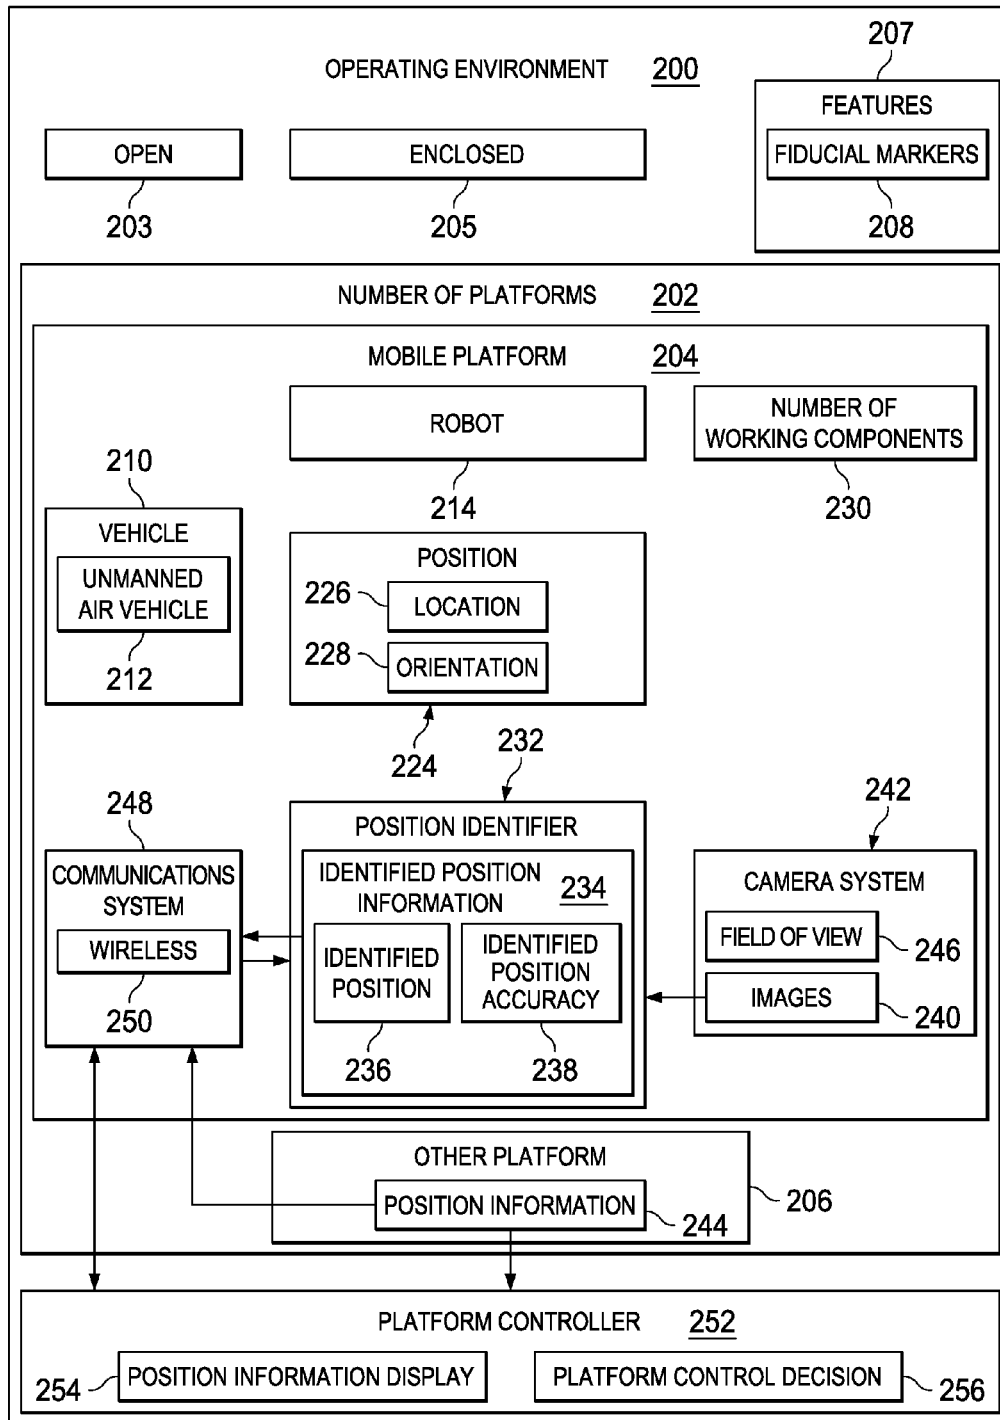 207
OPERATING ENVIRONMENT 200
FEATURES
OPEN
ENCLOSED
FIDUCIAL MARKERS
203
205
208
NUMBER OF PLATFORMS 202
MOBILE PLATFORM 204
ROBOT
NUMBER OF
WORKING COMPONENTS
210
214
230
VEHICLE
UNMANNED
AIR VEHICLE
212
POSITION
226
LOCATION
228
ORIENTATION
224
232
248
242
POSITION IDENTIFIER
COMMUNICATIONS
SYSTEM
WIRELESS
250
IDENTIFIED POSITION
INFORMATION
234
IDENTIFIED
POSITION
IDENTIFIED
POSITION
ACCURACY
236
238
CAMERA SYSTEM
FIELD OF VIEW
246
IMAGES
240
OTHER PLATFORM
POSITION INFORMATION
244
206
PLATFORM CONTROLLER 252
254
POSITION INFORMATION DISPLAY
PLATFORM CONTROL DECISION
256